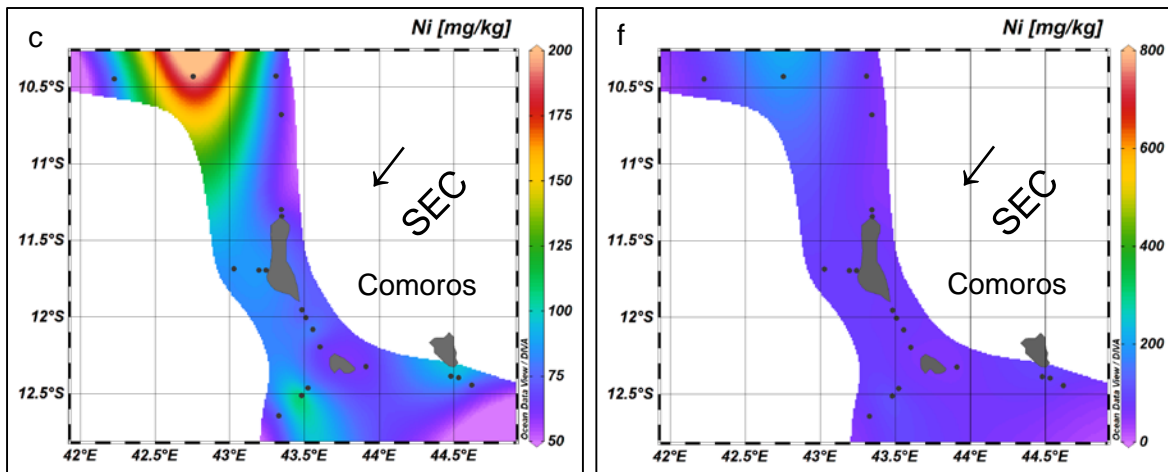 c
Ni [mg/kg]
10.5°S
11°S
11.5°S
12°S
12.5°S
42°E
42.5°E
43°E
43.5°E
44°E
44.5°E
SEC
Comoros
200
175
150
125
100
75
50
Ocean Data View / DIVA
f
Ni [mg/kg]
10.5°S
11°S
11.5°S
12°S
12.5°S
42°E
42.5°E
43°E
43.5°E
44°E
44.5°E
SEC
Comoros
800
600
400
200
0
Ocean Data View / DIVA